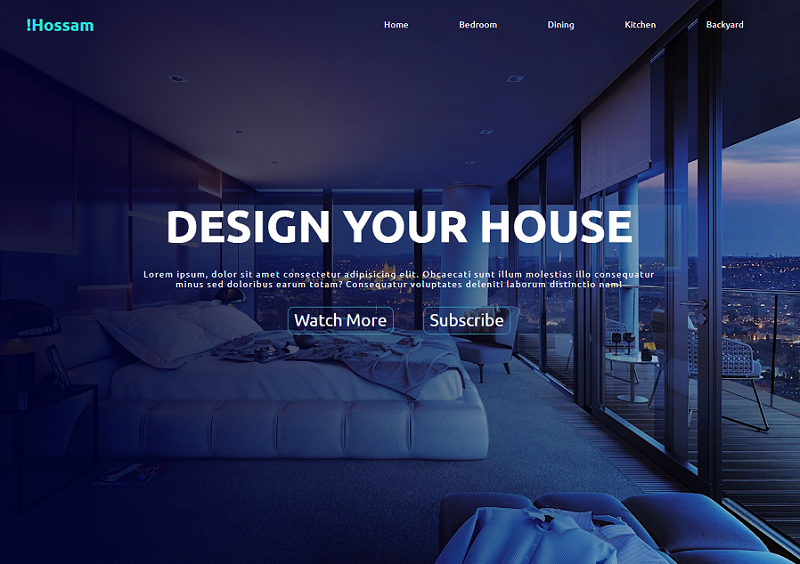 !Hossam
Home Bedroom Dining Kitchen Backyard
DESIGN YOUR HOUSE
Lorem ipsum, dolor sit amet consectetur adipisicing elit. Obcaecati sunt illum molestias illo consequatur
minus sed doloribus earum totam? Consequatur voluptates deleniti laborum distinctio nam!
Watch More Subscribe